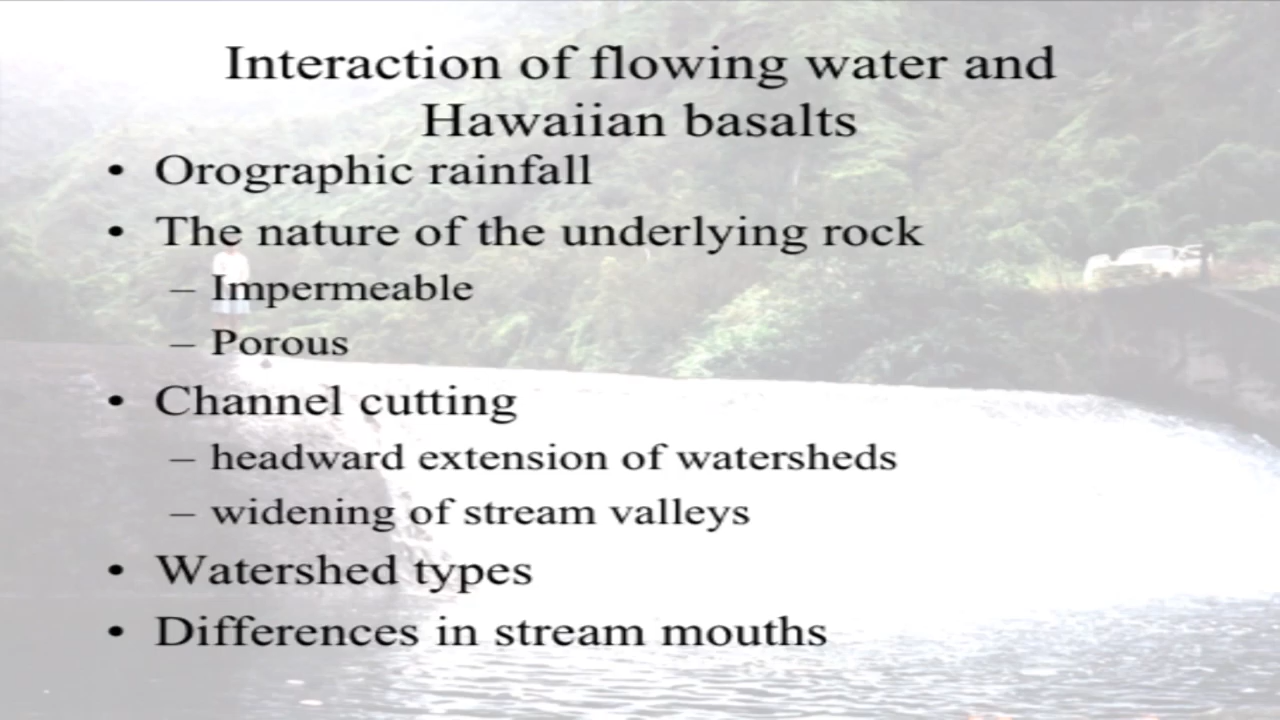 Interaction of flowing water and
Hawaiian basalts
• Orographic rainfall
• The nature of the underlying rock
– Impermeable
– Porous
• Channel cutting
– headward extension of watersheds
– widening of stream valleys
• Watershed types
• Differences in stream mouths